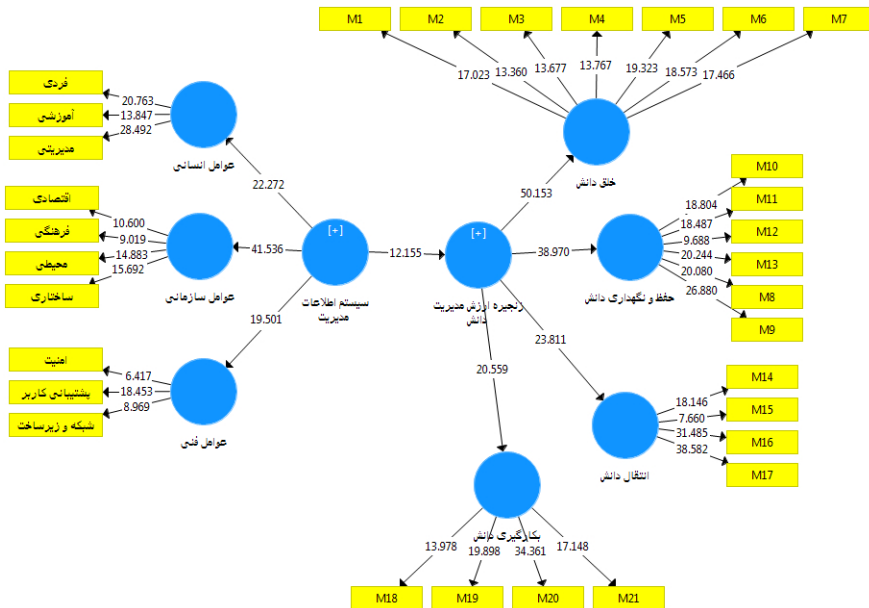 M1 M2 M3 M4 M5 M6 M7
17.023 13.360 13.677 13.767 19.323 18.573 17.466
خلق دانش
فردی
آموزشی
مدیریتی
20.763
13.847
28.492
عوامل انسانی
22.272
50.153
اقتصادی
فرهنگی
محیطی
ساختاری
10.600
9.019
14.883
15.692
عوامل سازمانی
41.536
[+]
سیستم اطلاعات
مدیریت
12.155
[+]
زنجیره ارزش مدیریت
دانش
38.970
M10
M11
M12
M13
M8
M9
18.804
18.487
9.688
20.244
20.080
26.880
حفظ و نگهداری دانش
19.501
23.811
20.559
امنیت
پشتیبانی کاربر
شبکه و زیرساخت
6.417
18.453
8.969
عوامل فنی
M14
M15
M16
M17
18.146
7.660
31.485
38.582
انتقال دانش
بکارگیری دانش
13.978 19.898 34.361 17.148
M18 M19 M20 M21